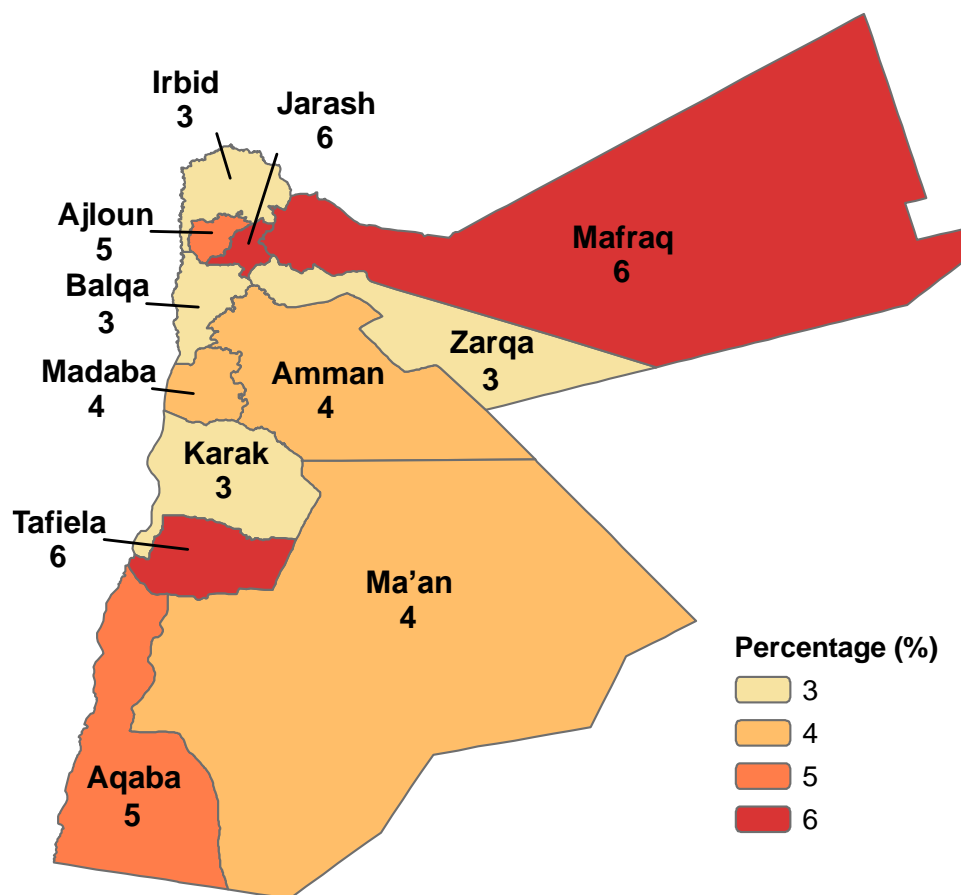 Irbid
3
Jarash
6
Ajloun
5
Mafraq
6
Balqa
3
Zarqa
3
Madaba
4
Amman
4
Karak
3
Tafiela
6
Ma’an
4
Aqaba
5
Percentage (%)
3
4
5
6